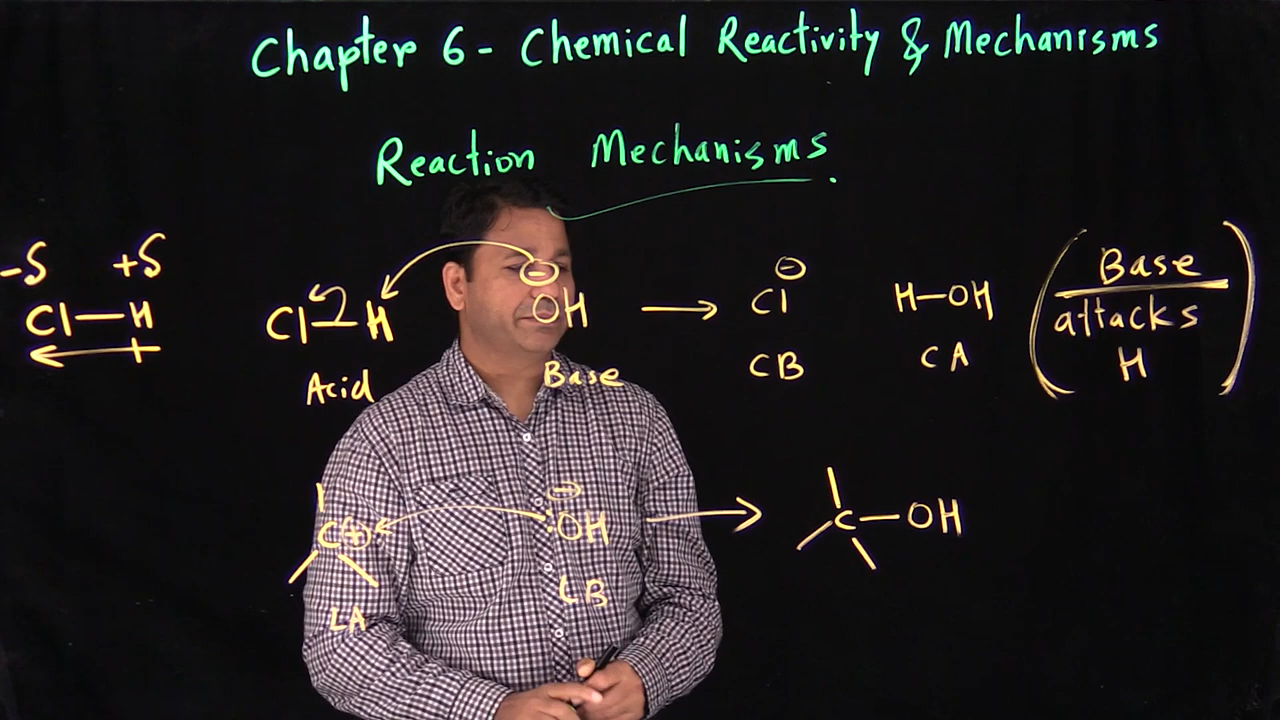 Chapter 6 - Chemical Reactivity & Mechanisms
Reaction Mechanisms.
-δ +δ
Cl—H
Cl—H ⊖OH → Cl⊖ H—OH
Acid Base CB CA
(Base
attacks
H)
C⊕ :OH⊖ → C—OH
LA LB